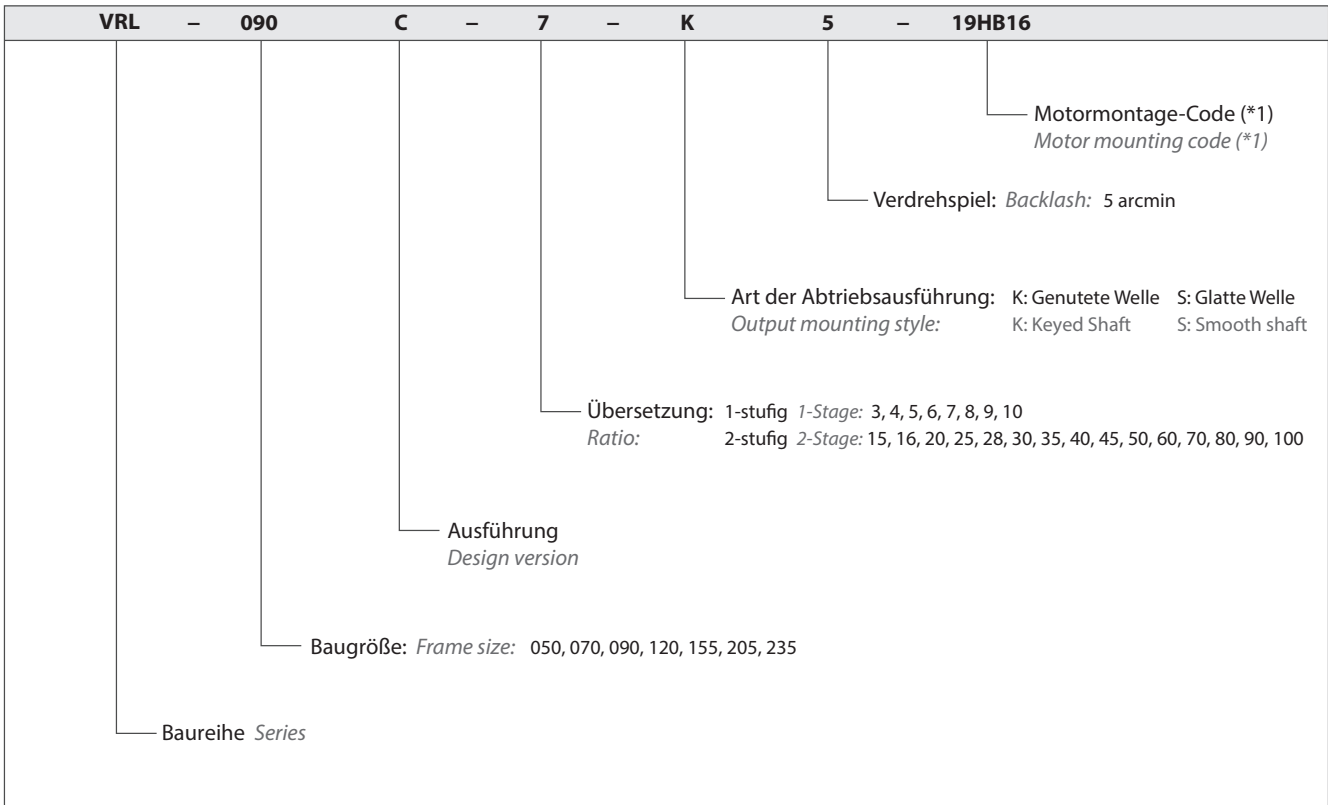 VRL – 090 C – 7 – K 5 – 19HB16
Motormontage-Code (*1)
Motor mounting code (*1)
Verdrehspiel: Backlash: 5 arcmin
Art der Abtriebsausführung: K: Genutete Welle S: Glatte Welle
Output mounting style: K: Keyed Shaft S: Smooth shaft
Übersetzung: 1-stufig 1-Stage: 3, 4, 5, 6, 7, 8, 9, 10
Ratio: 2-stufig 2-Stage: 15, 16, 20, 25, 28, 30, 35, 40, 45, 50, 60, 70, 80, 90, 100
Ausführung
Design version
Baugröße: Frame size: 050, 070, 090, 120, 155, 205, 235
Baureihe Series